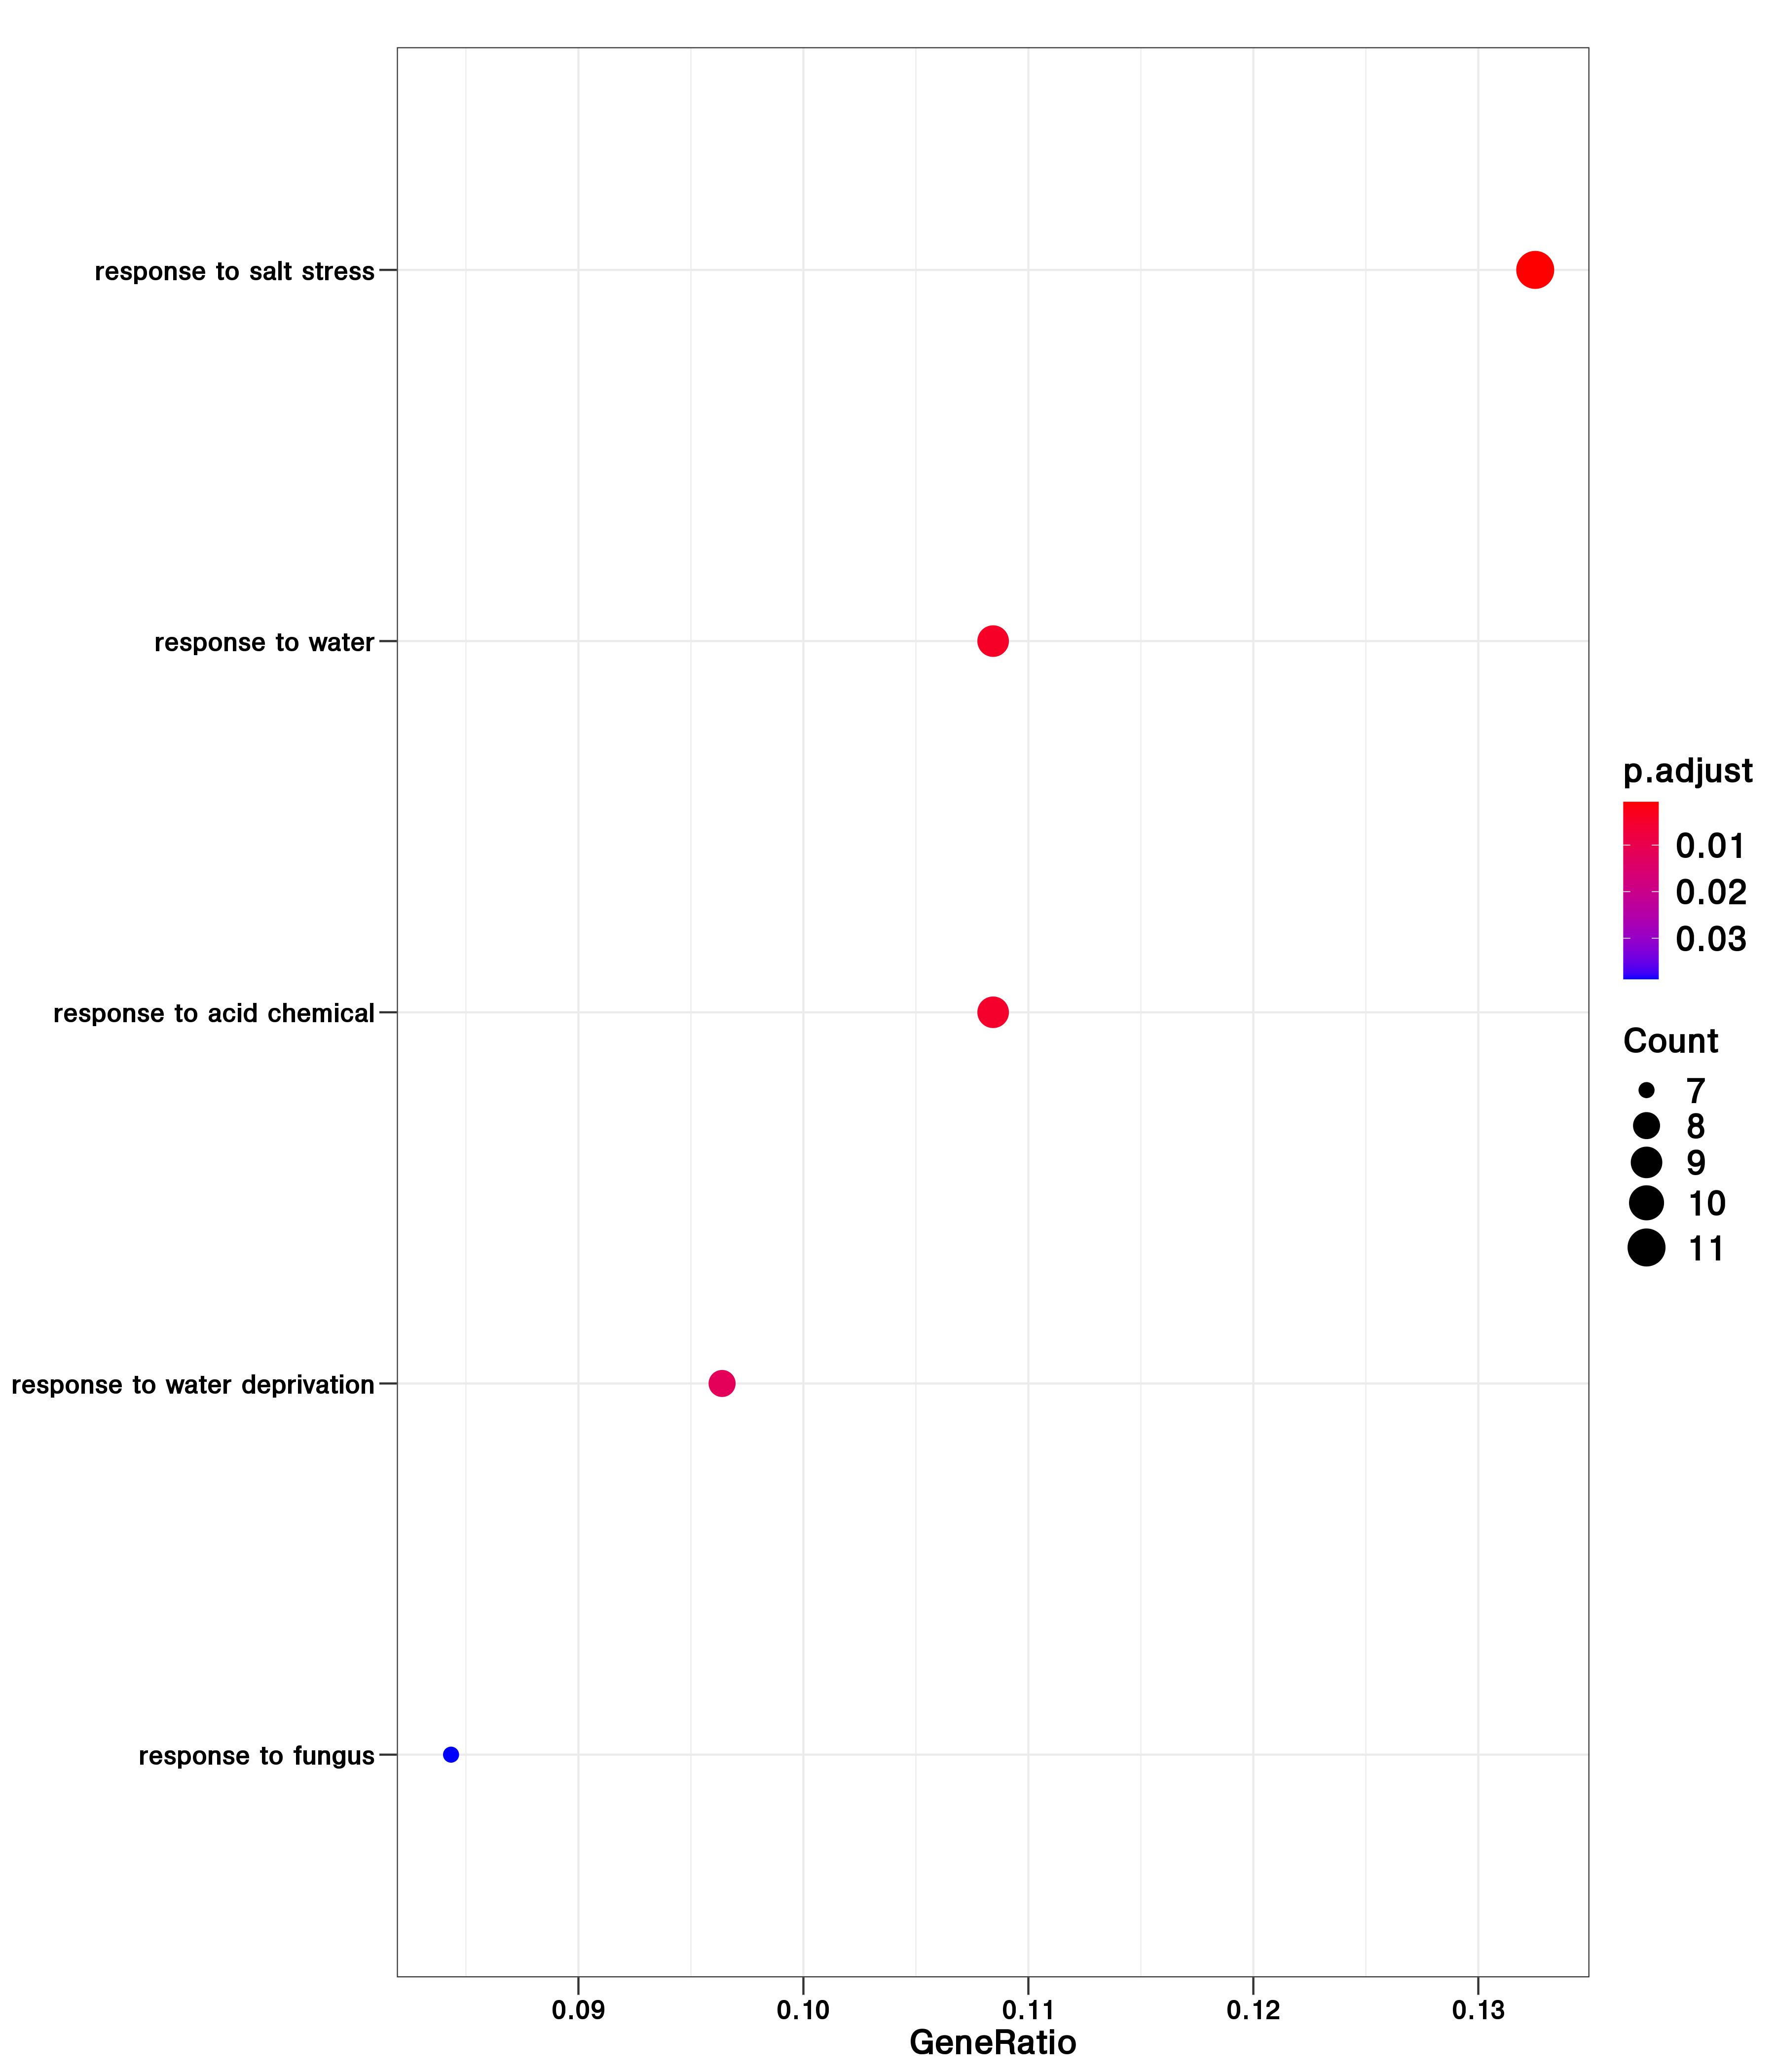 response to salt stress
response to water
response to acid chemical
response to water deprivation
response to fungus
0.09 0.10 0.11 0.12 0.13
GeneRatio
p.adjust
0.01
0.02
0.03
Count
7
8
9
10
11